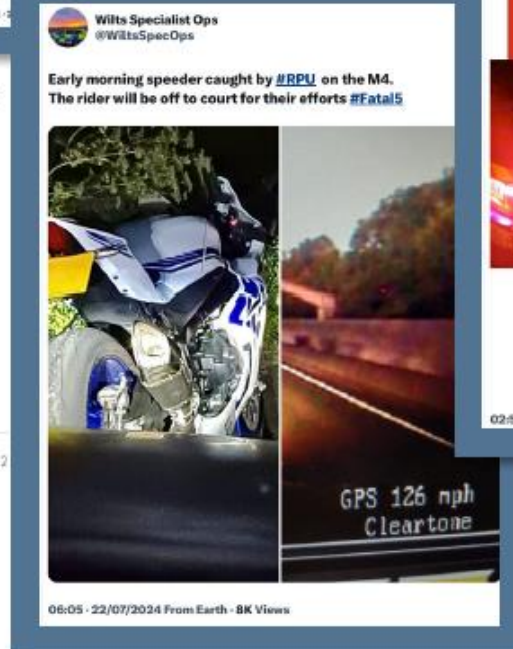 Wilts Specialist Ops
@WiltsSpecOps
Early morning speeder caught by #RPU on the M4.
The rider will be off to court for their efforts #Fatal5
GPS 126 mph
Cleartone
06:05 · 22/07/2024 From Earth · 8K Views